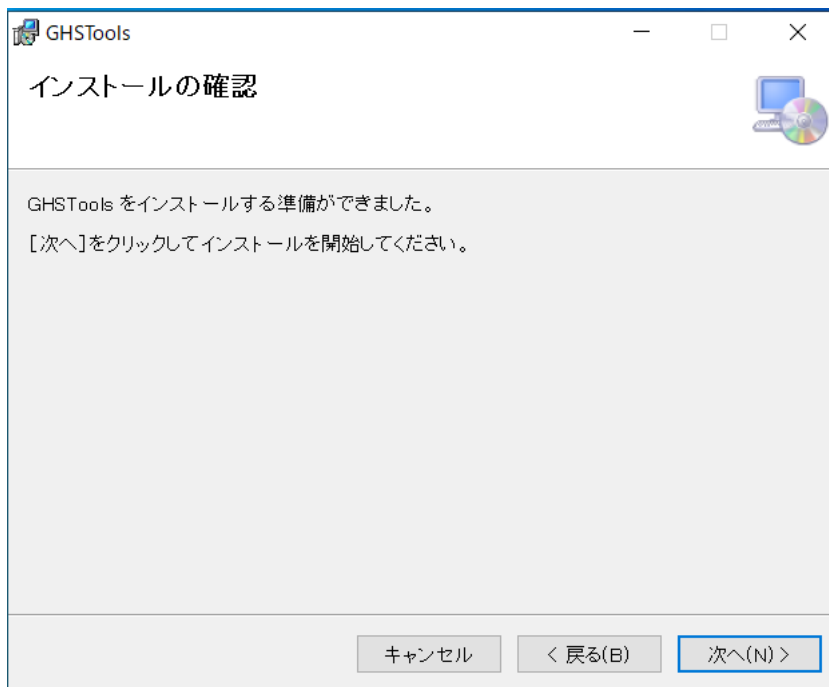 GHSTools
インストールの確認
GHSTools をインストールする準備ができました。
[次へ]をクリックしてインストールを開始してください。
キャンセル
< 戻る(B)
次へ(N) >